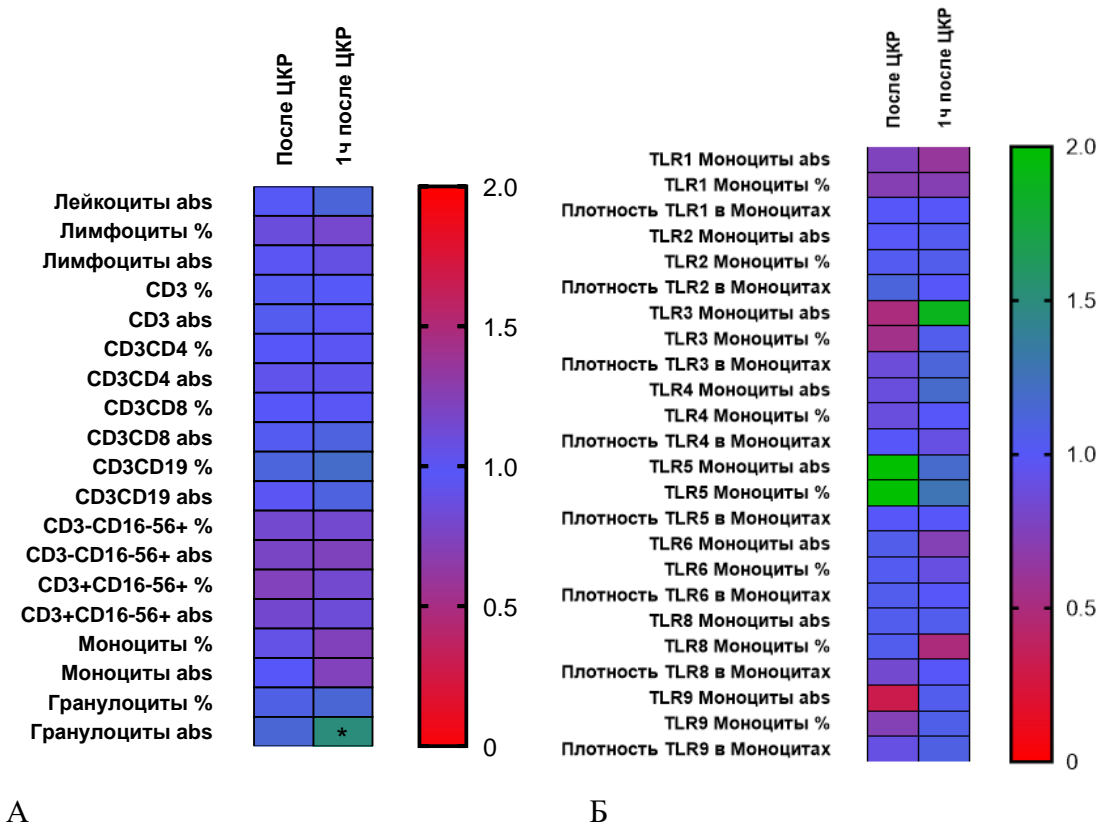 После ЦКР
1ч после ЦКР
Лейкоциты abs
Лимфоциты %
Лимфоциты abs
CD3 %
CD3 abs
CD3CD4 %
CD3CD4 abs
CD3CD8 %
CD3CD8 abs
CD3CD19 %
CD3CD19 abs
CD3-CD16-56+ %
CD3-CD16-56+ abs
CD3+CD16-56+ %
CD3+CD16-56+ abs
Моноциты %
Моноциты abs
Гранулоциты %
Гранулоциты abs
*
2.0
1.5
1.0
0.5
0
А
После ЦКР
1ч после ЦКР
TLR1 Моноциты abs
TLR1 Моноциты %
Плотность TLR1 в Моноцитах
TLR2 Моноциты abs
TLR2 Моноциты %
Плотность TLR2 в Моноцитах
TLR3 Моноциты abs
TLR3 Моноциты %
Плотность TLR3 в Моноцитах
TLR4 Моноциты abs
TLR4 Моноциты %
Плотность TLR4 в Моноцитах
TLR5 Моноциты abs
TLR5 Моноциты %
Плотность TLR5 в Моноцитах
TLR6 Моноциты abs
TLR6 Моноциты %
Плотность TLR6 в Моноцитах
TLR8 Моноциты abs
TLR8 Моноциты %
Плотность TLR8 в Моноцитах
TLR9 Моноциты abs
TLR9 Моноциты %
Плотность TLR9 в Моноцитах
2.0
1.5
1.0
0.5
0
Б